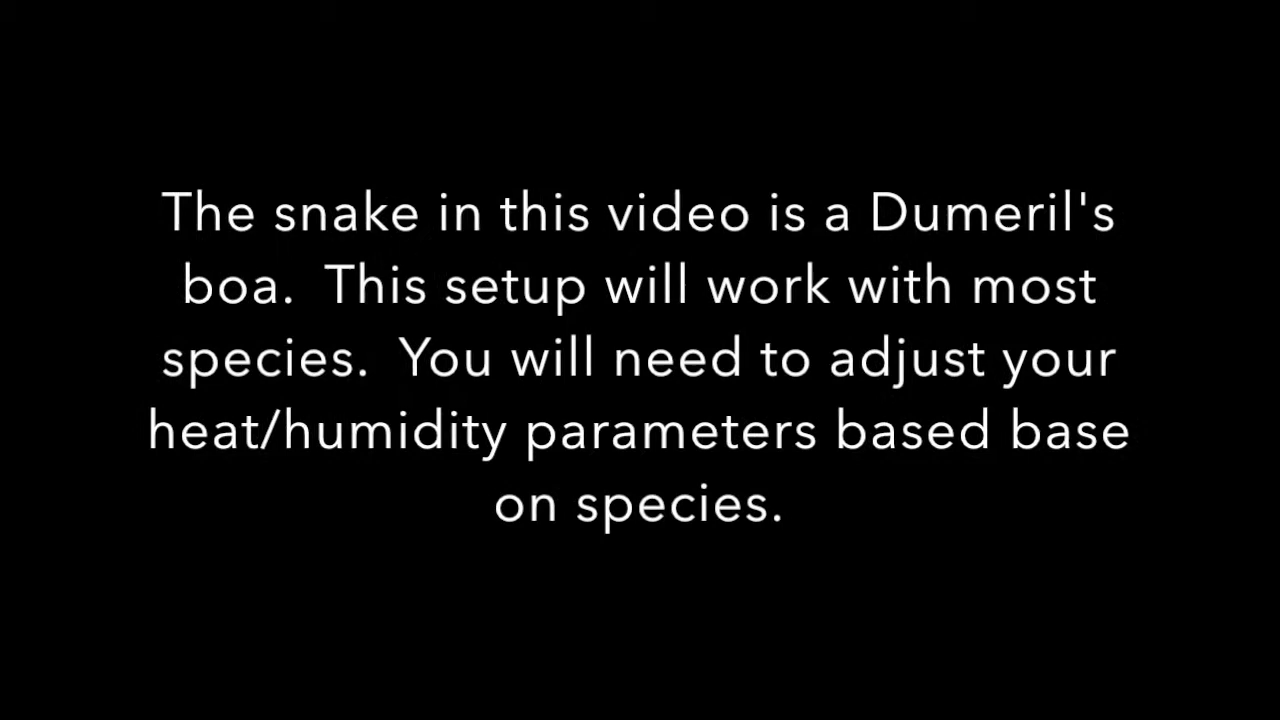 The snake in this video is a Dumeril's
boa.  This setup will work with most
species.  You will need to adjust your
heat/humidity parameters based base
on species.